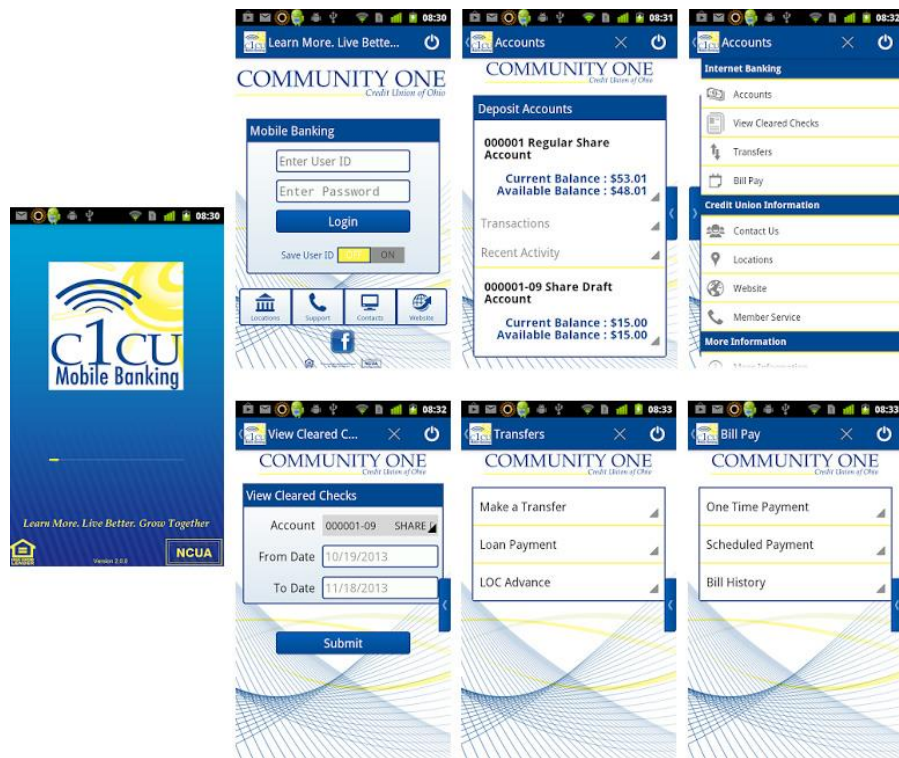 08:30
c1cu
Mobile Banking
Learn More. Live Better. Grow Together
Version 2.0.0
NCUA
08:30
Learn More. Live Bette...
COMMUNITY ONE
Credit Union of Ohio
Mobile Banking
Enter User ID
Enter Password
Login
Save User ID OFF ON
Locations Support Contacts Website
f
08:31
c1cu Accounts
COMMUNITY ONE
Credit Union of Ohio
Deposit Accounts
000001 Regular Share
Account
Current Balance : $53.01
Available Balance : $48.01
Transactions
Recent Activity
000001-09 Share Draft
Account
Current Balance : $15.00
Available Balance : $15.00
08:32
c1cu Accounts
Internet Banking
Accounts
View Cleared Checks
Transfers
Bill Pay
Credit Union Information
Contact Us
Locations
Website
Member Service
More Information
More Information
08:32
c1cu View Cleared C...
COMMUNITY ONE
Credit Union of Ohio
View Cleared Checks
Account 000001-09 SHARE
From Date 10/19/2013
To Date 11/18/2013
Submit
08:33
c1cu Transfers
COMMUNITY ONE
Credit Union of Ohio
Make a Transfer
Loan Payment
LOC Advance
08:33
c1cu Bill Pay
COMMUNITY ONE
Credit Union of Ohio
One Time Payment
Scheduled Payment
Bill History